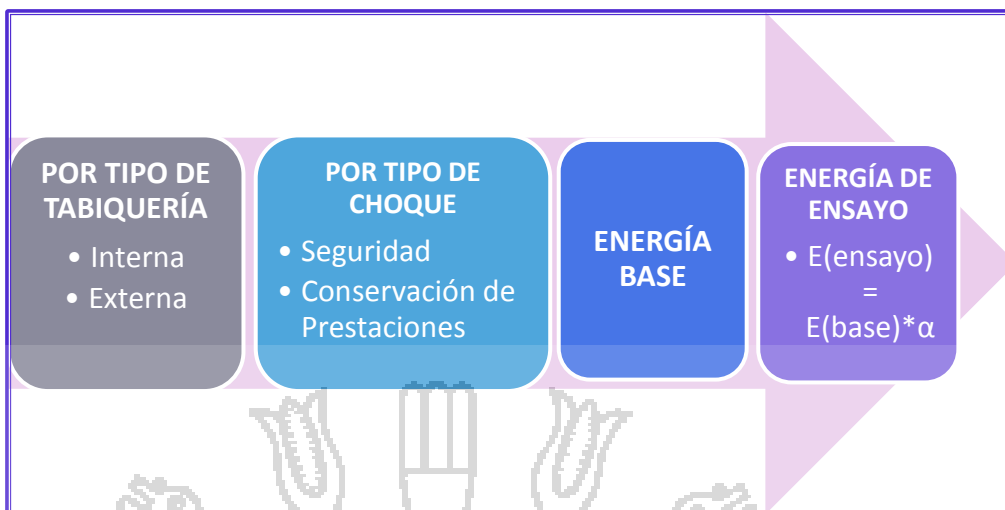 POR TIPO DE
TABIQUERÍA
• Interna
• Externa
POR TIPO DE
CHOQUE
• Seguridad
• Conservación de
Prestaciones
ENERGÍA
BASE
ENERGÍA DE
ENSAYO
• E(ensayo)
=
E(base)*α